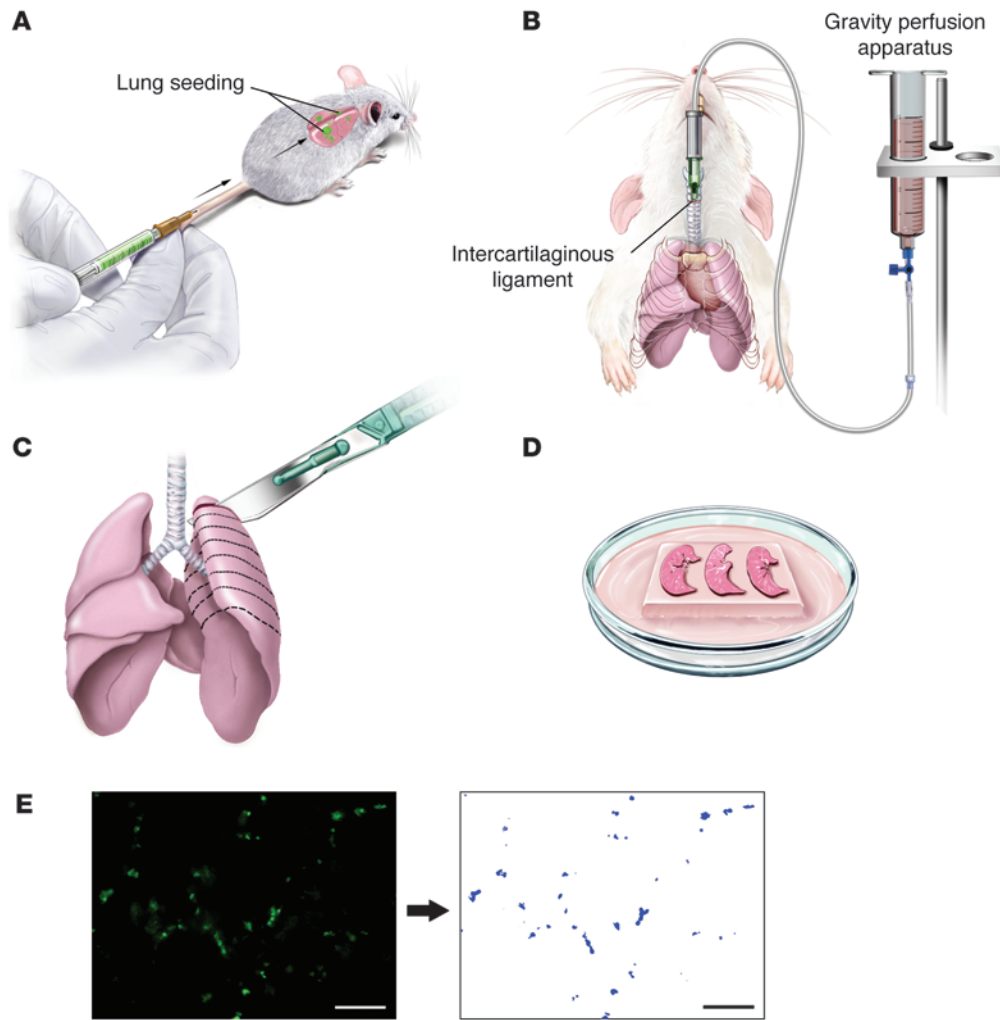 A
Lung seeding
B
Gravity perfusion
apparatus
Intercartilaginous
ligament
C
D
E